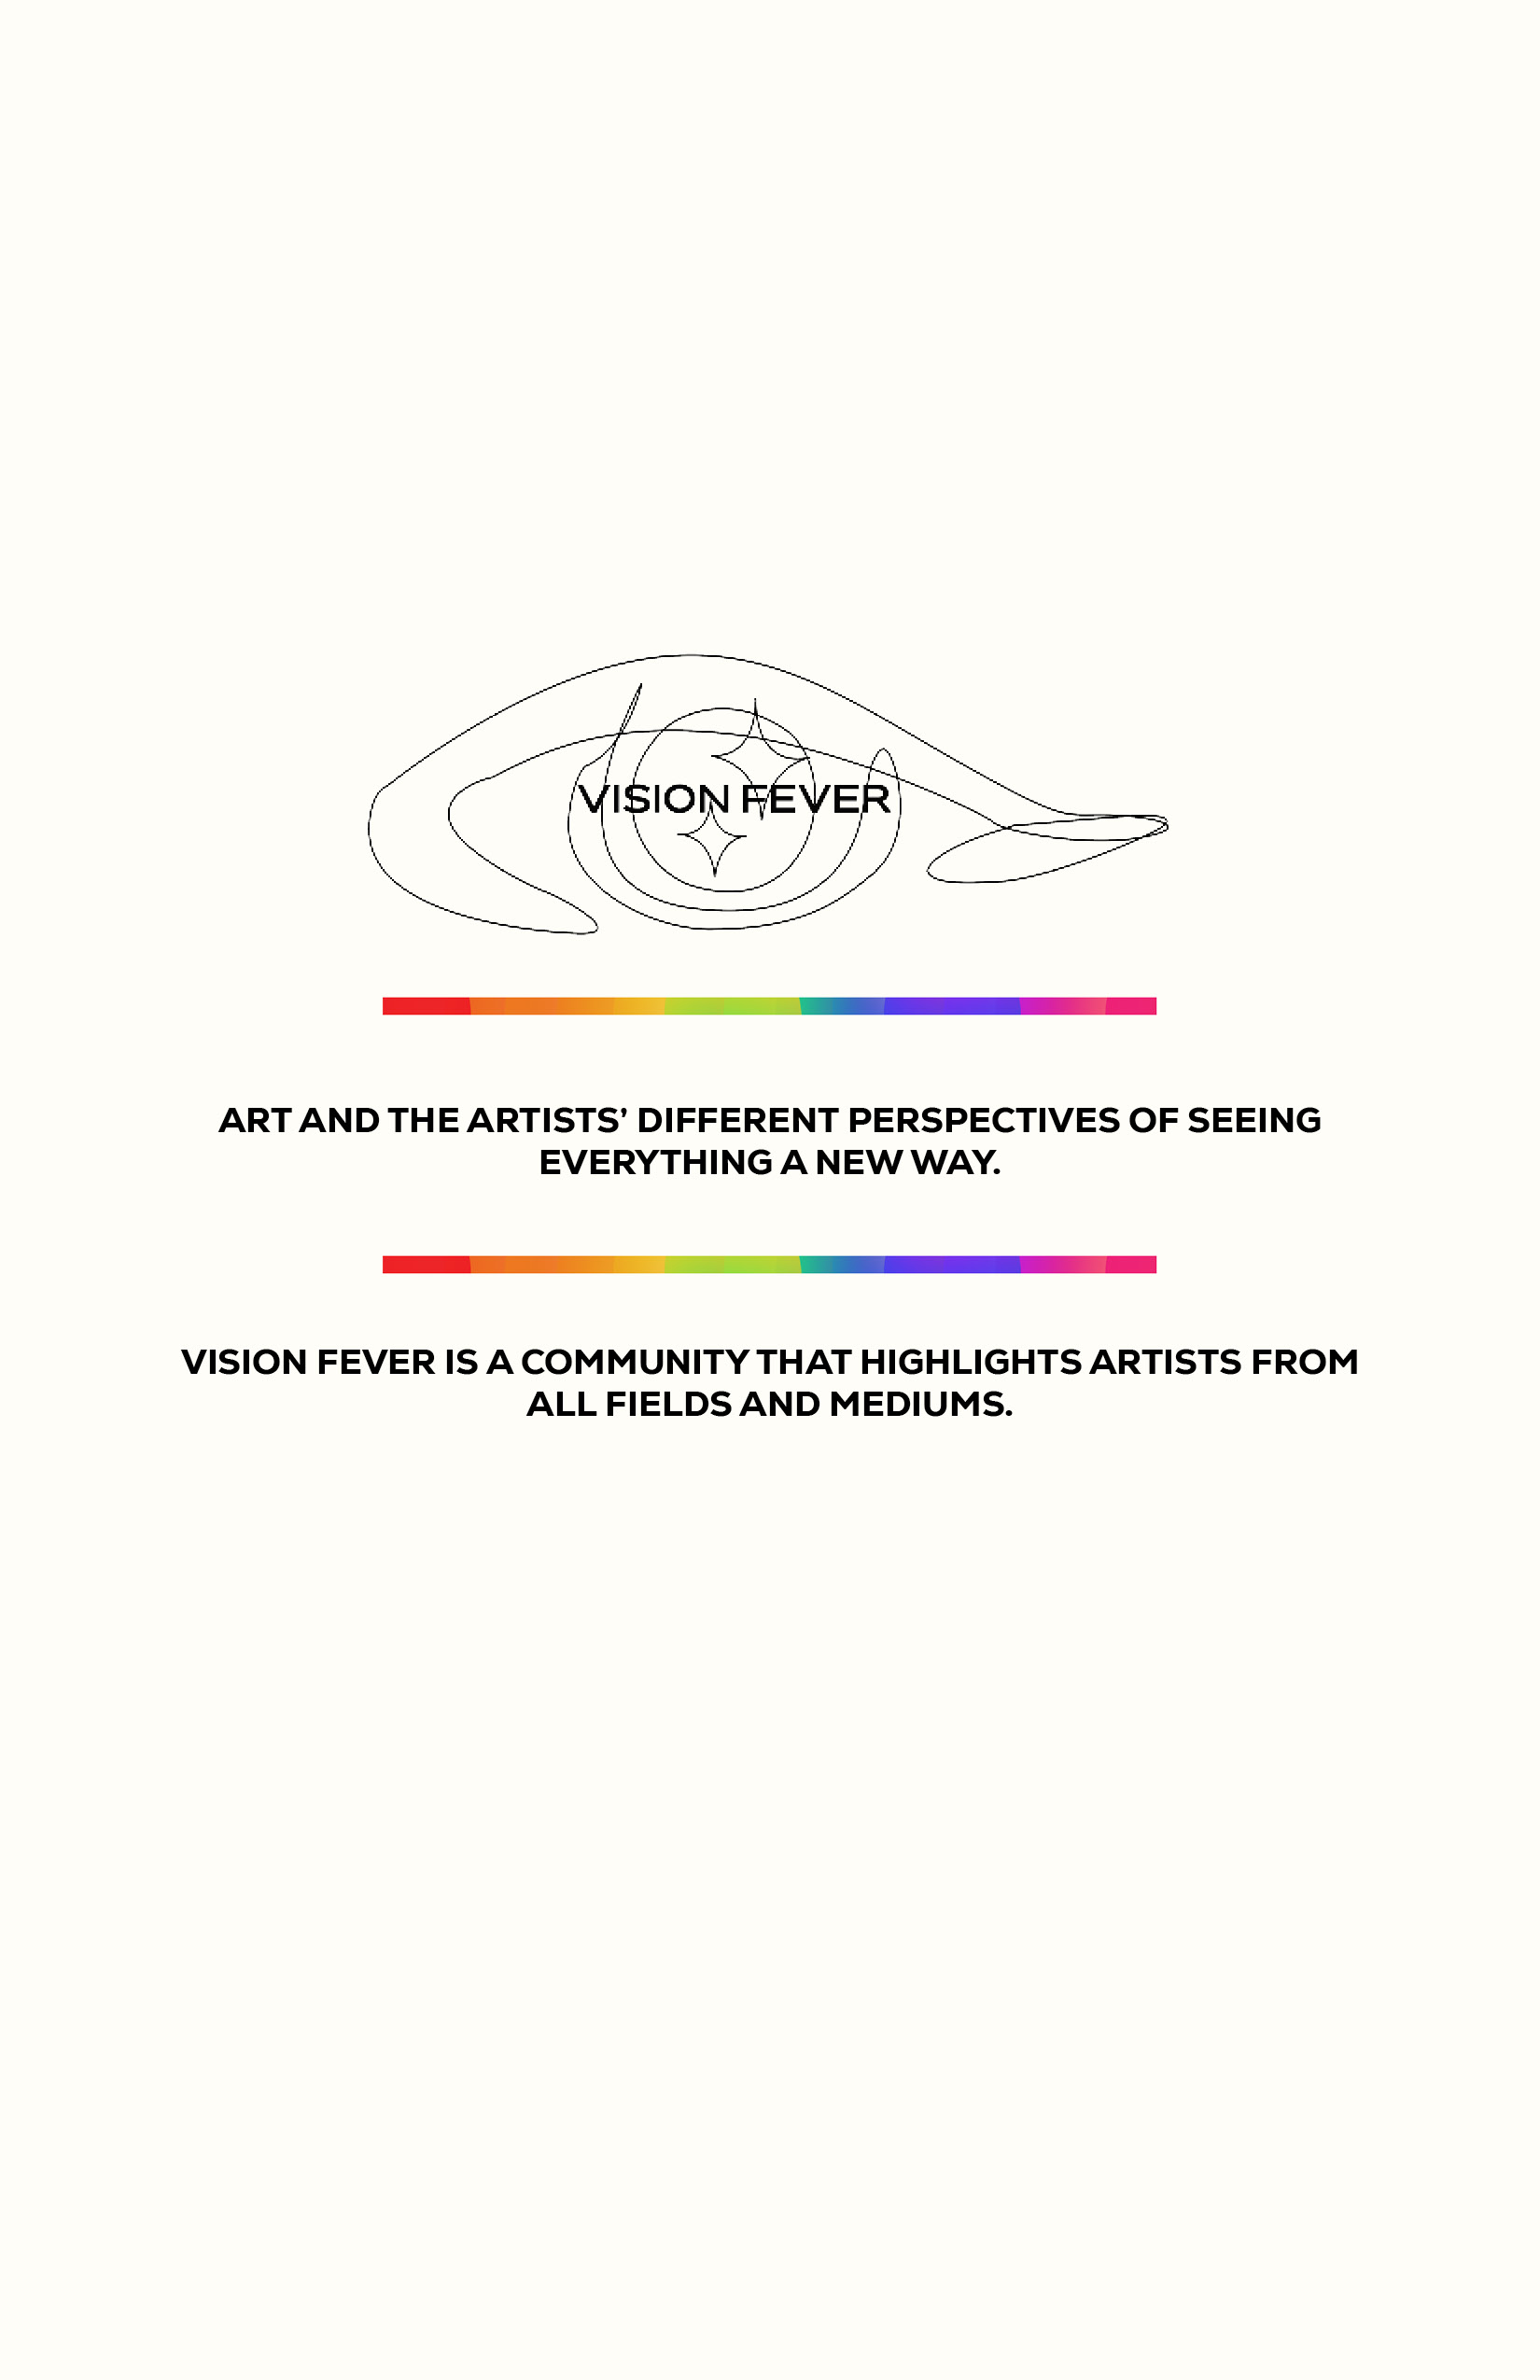 VISION FEVER
ART AND THE ARTISTS’ DIFFERENT PERSPECTIVES OF SEEING
EVERYTHING A NEW WAY.
VISION FEVER IS A COMMUNITY THAT HIGHLIGHTS ARTISTS FROM
ALL FIELDS AND MEDIUMS.